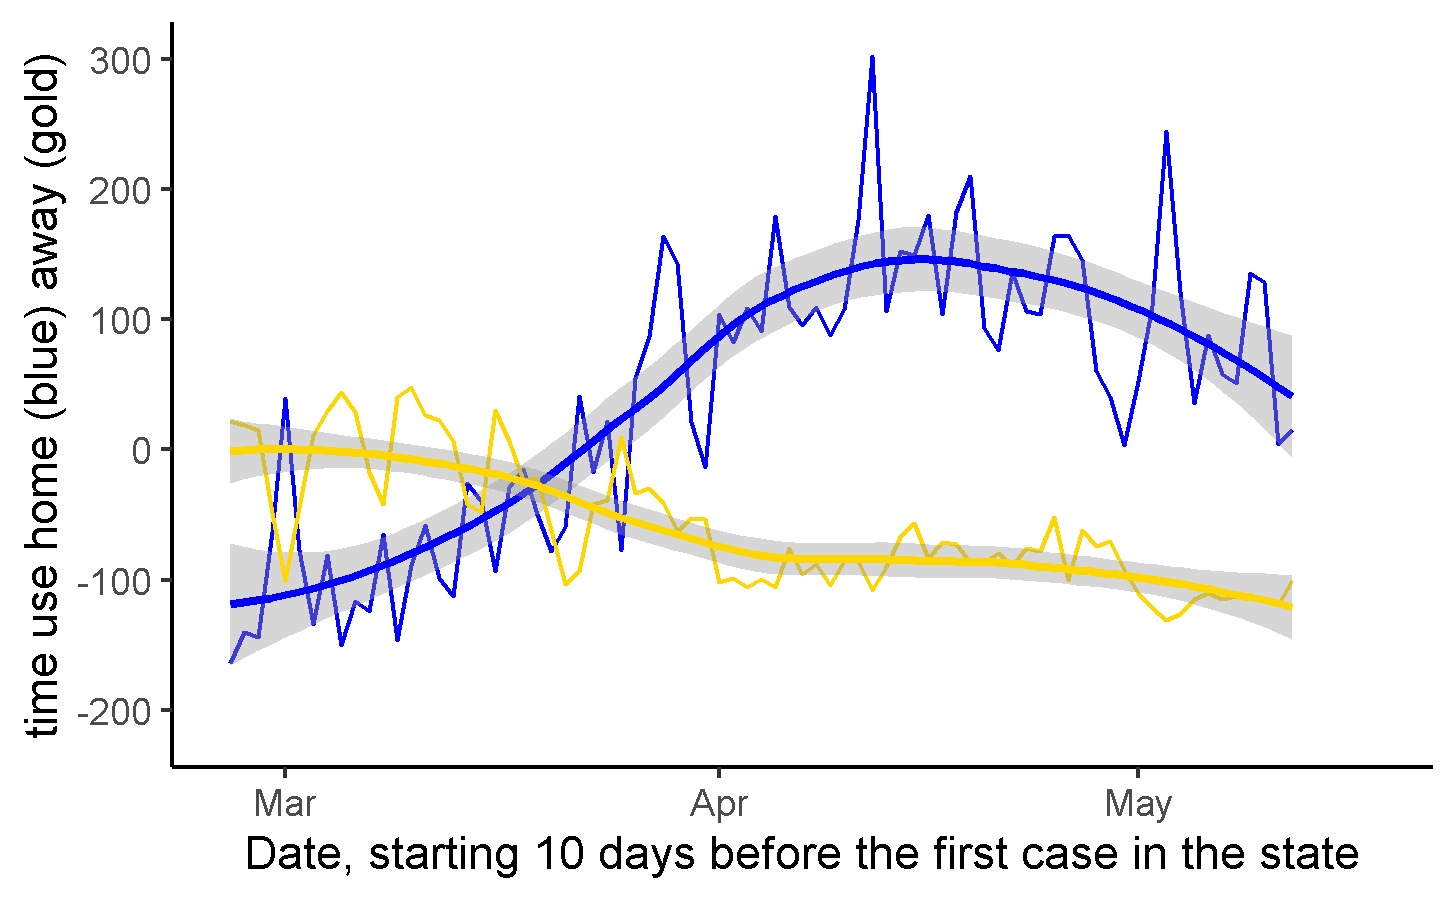 time use home (blue) away (gold)
300
200
100
0
-100
-200
Mar Apr May
Date, starting 10 days before the first case in the state